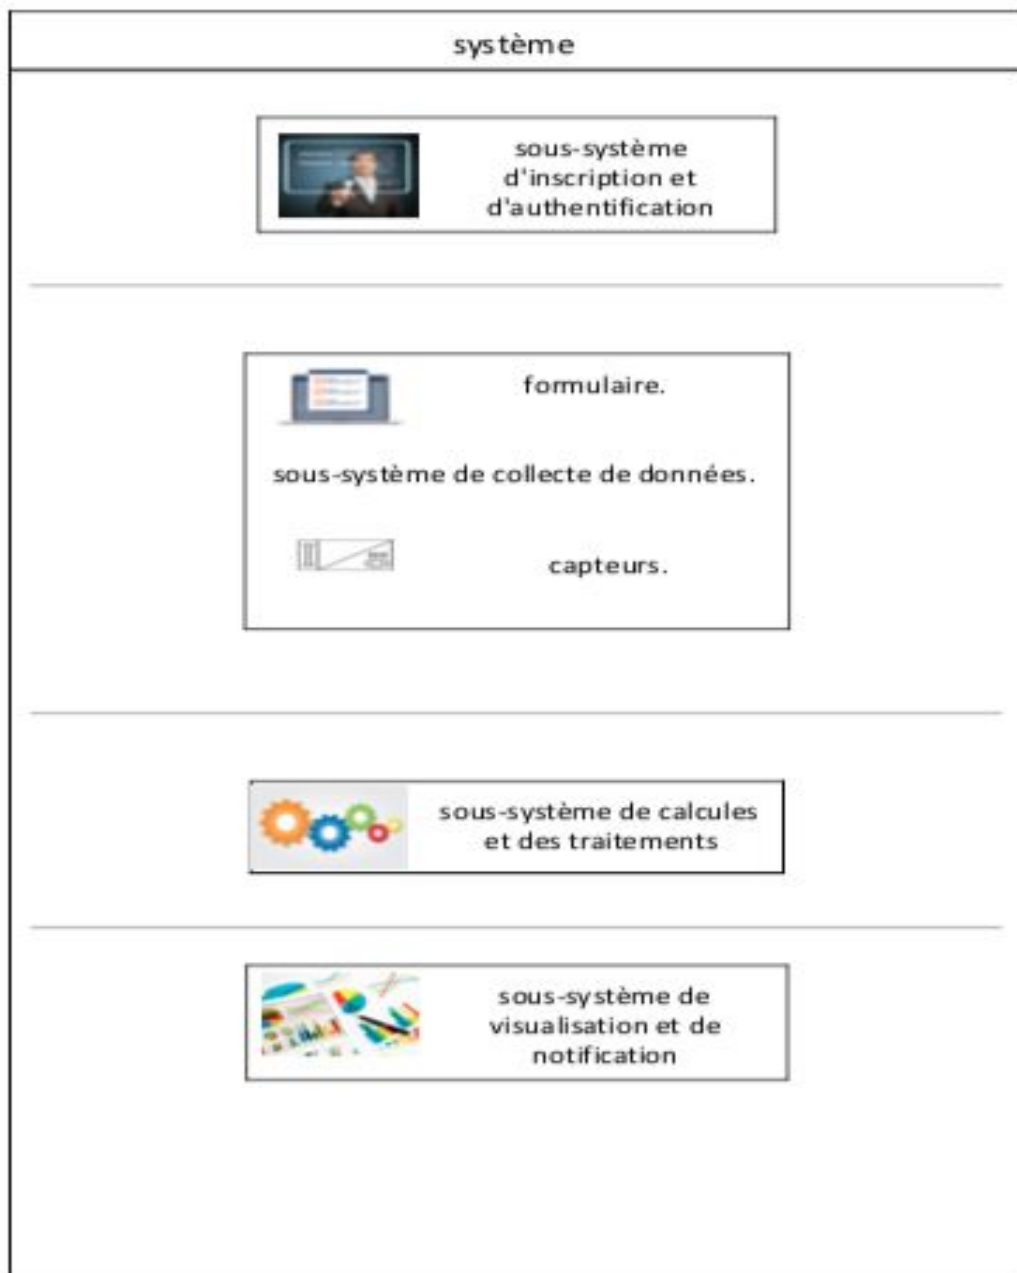 système
sous-système
d'inscription et
d'authentification
formulaire.
sous-système de collecte de données.
capteurs.
sous-système de calcules
et des traitements
sous-système de
visualisation et de
notification